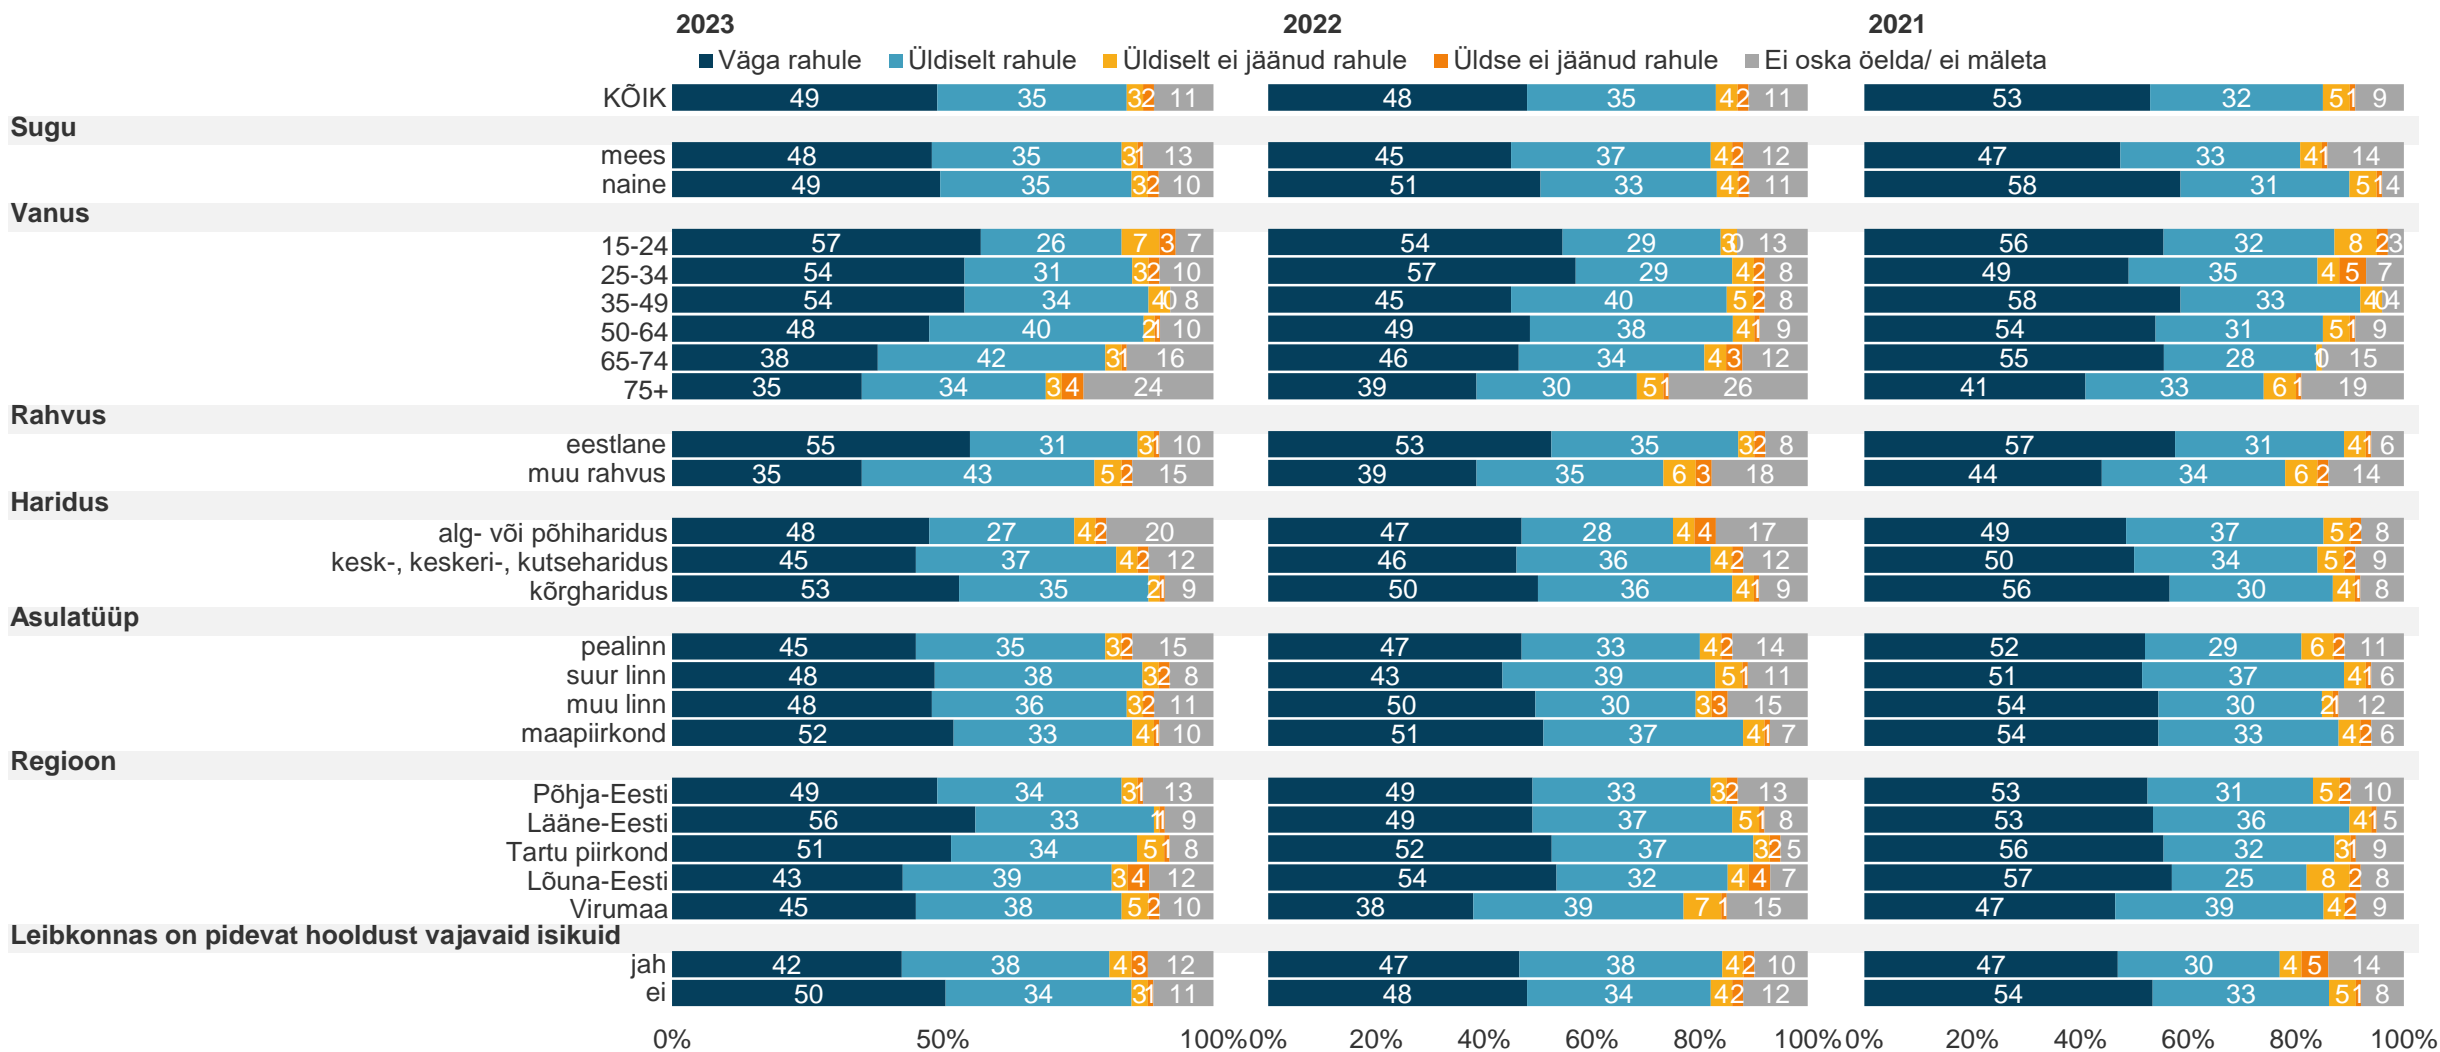 2023 2022 2021
Väga rahule Üldiselt rahule Üldiselt ei jäänud rahule Üldse ei jäänud rahule Ei oska öelda/ ei mäleta
KÕIK 49 35 3 2 11 48 35 4 2 11 53 32 5 1 9
Sugu
mees 48 35 3 1 13 45 37 4 2 12 47 33 4 1 14
naine 49 35 3 2 10 51 33 4 2 11 58 31 5 1 4
Vanus
15-24 57 26 7 3 7 54 29 3 0 13 56 32 8 2 3
25-34 54 31 3 2 10 57 29 4 2 8 49 35 4 5 7
35-49 54 34 4 0 8 45 40 5 2 8 58 33 4 0 4
50-64 48 40 2 1 10 49 38 4 1 9 54 31 5 1 9
65-74 38 42 3 1 16 46 34 4 3 12 55 28 1 0 15
75+ 35 34 3 4 24 39 30 5 1 26 41 33 6 1 19
Rahvus
eestlane 55 31 3 1 10 53 35 3 2 8 57 31 4 1 6
muu rahvus 35 43 5 2 15 39 35 6 3 18 44 34 6 2 14
Haridus
alg- või põhiharidus 48 27 4 2 20 47 28 4 4 17 49 37 5 2 8
kesk-, keskeri-, kutseharidus 45 37 4 2 12 46 36 4 2 12 50 34 5 2 9
kõrgharidus 53 35 2 1 9 50 36 4 1 9 56 30 4 1 8
Asulatüüp
pealinn 45 35 3 2 15 47 33 4 2 14 52 29 6 2 11
suur linn 48 38 3 2 8 43 39 5 1 11 51 37 4 1 6
muu linn 48 36 3 2 11 50 30 3 3 15 54 30 2 1 12
maapiirkond 52 33 4 1 10 51 37 4 1 7 54 33 4 2 6
Regioon
Põhja-Eesti 49 34 3 1 13 49 33 3 2 13 53 31 5 2 10
Lääne-Eesti 56 33 1 1 9 49 37 5 1 8 53 36 4 1 5
Tartu piirkond 51 34 5 1 8 52 37 3 2 5 56 32 3 1 9
Lõuna-Eesti 43 39 3 4 12 54 32 4 4 7 57 25 8 2 8
Virumaa 45 38 5 2 10 38 39 7 1 15 47 39 4 2 9
Leibkonnas on pidevat hooldust vajavaid isikuid
jah 42 38 4 3 12 47 38 4 2 10 47 30 4 5 14
ei 50 34 3 1 11 48 34 4 2 12 54 33 5 1 8
0% 50% 100% 0% 20% 40% 60% 80% 100% 0% 20% 40% 60% 80% 100%